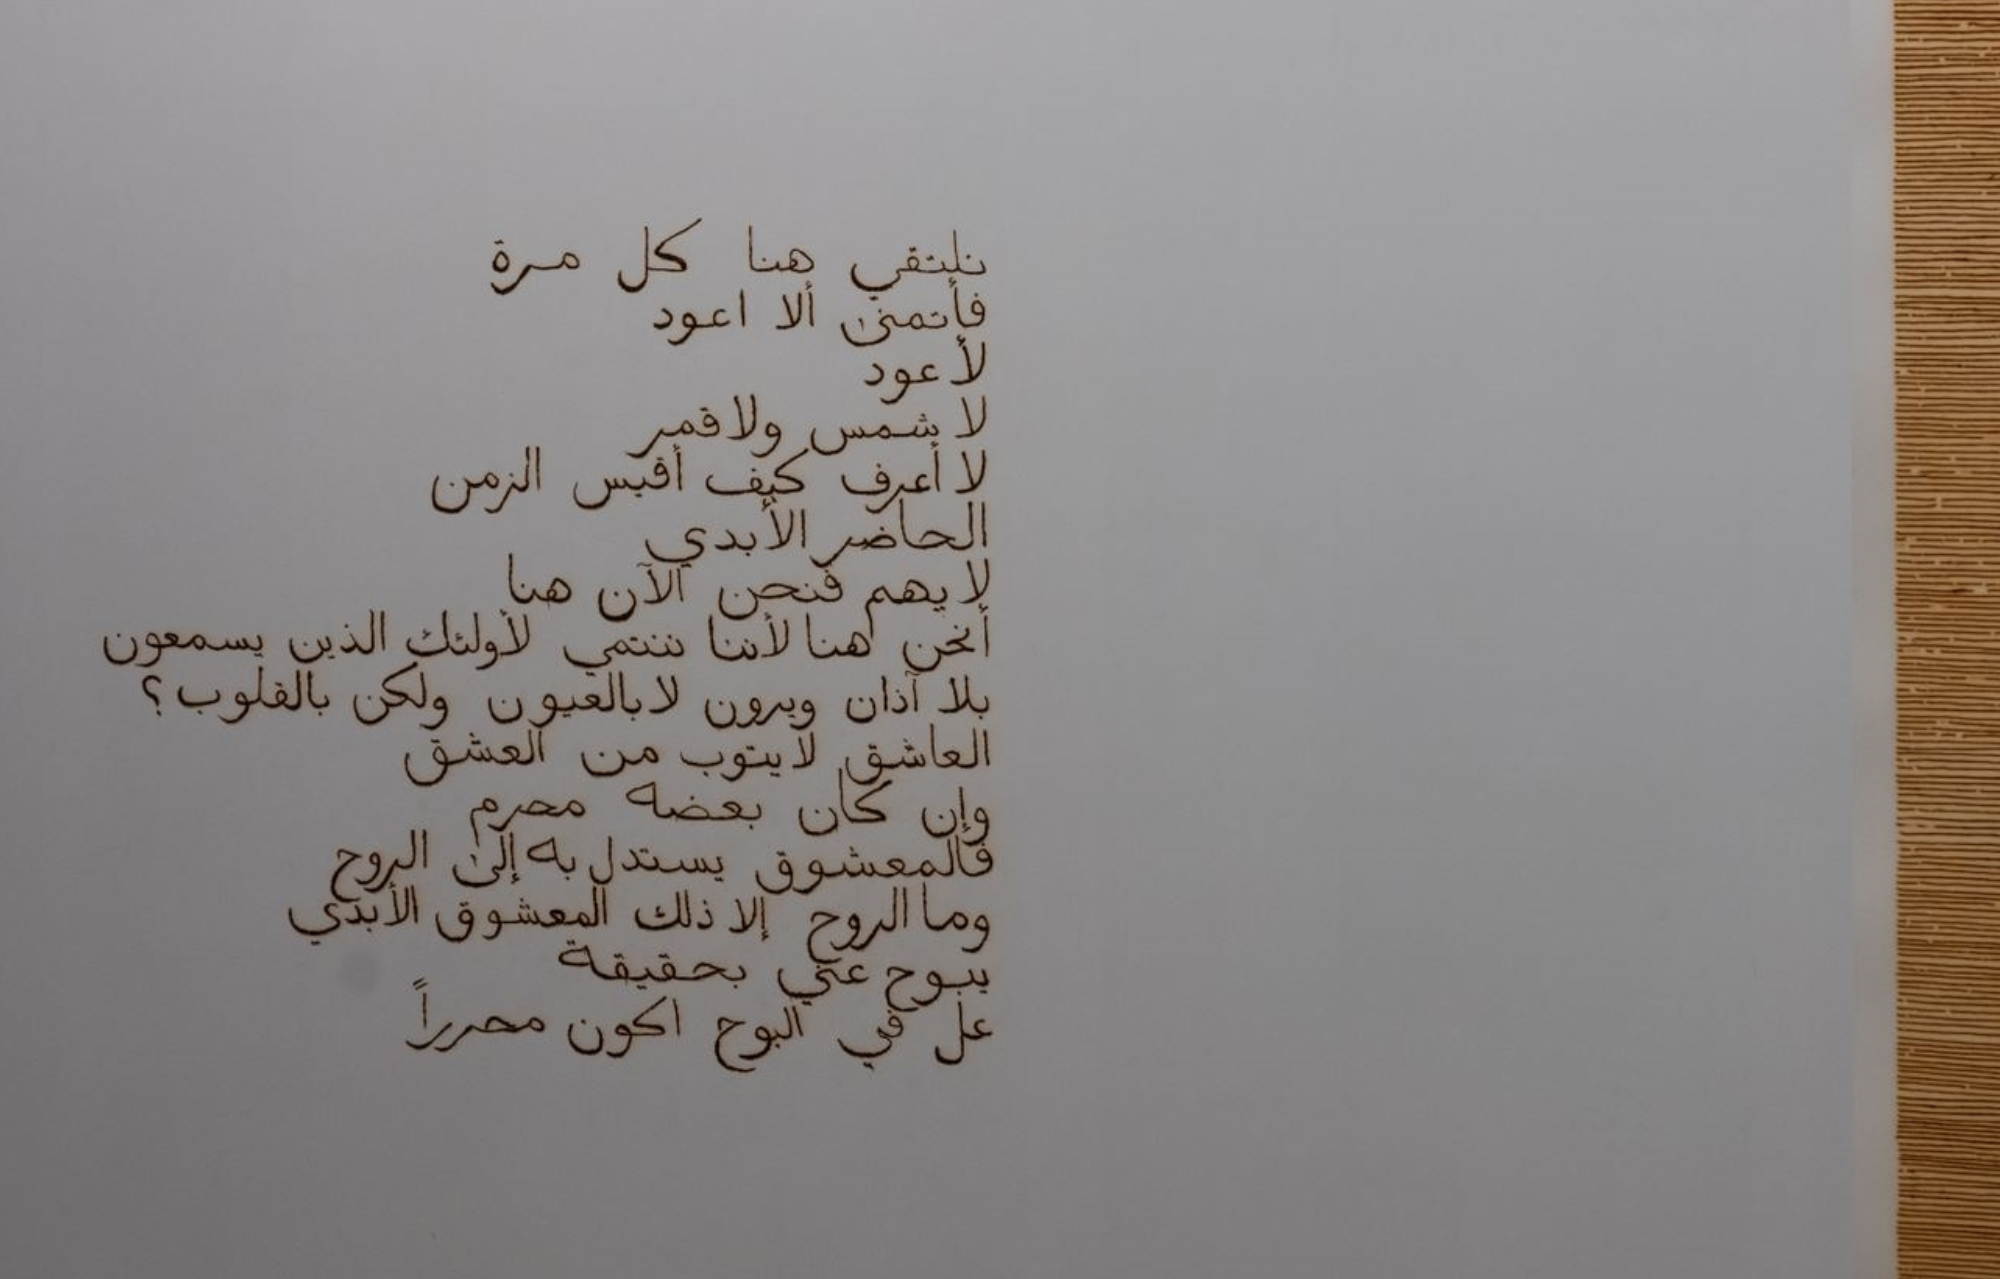 نلتقي هنا كل مرة
فأتمنى ألا اعود
لأعود
لا شمس ولا قمر
لا أعرف كيف أقيس الزمن
الحاضر الأبدي
لا يهم فنحن الآن هنا
أنحن هنا لأننا ننتمي لأولئك الذين يسمعون
بلا آذان ويرون لا بالعيون ولكن بالقلوب؟
العاشق لا يتوب من العشق
وإن كان بعضه محرم
فالمعشوق يستدل به إلى الروح
وما الروح إلا ذلك المعشوق الأبدي
يبوح عني بحقيقة
عل في البوح اكون محرراً